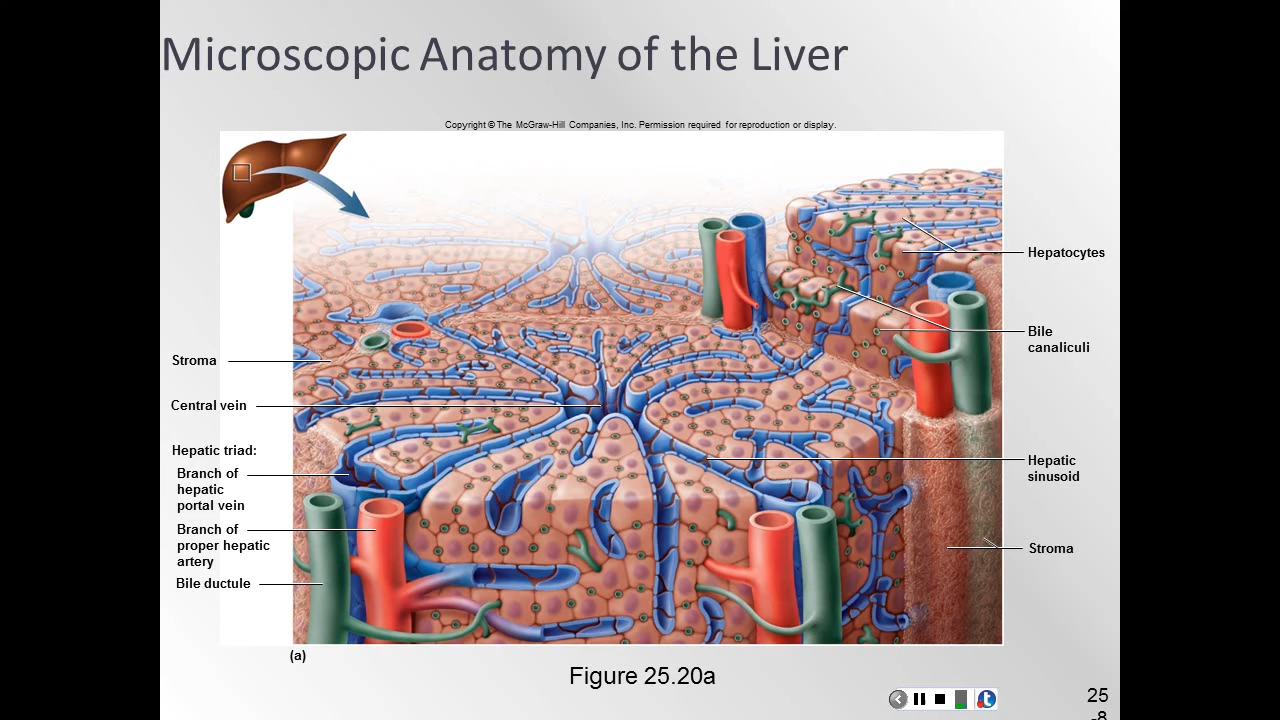 Microscopic Anatomy of the Liver
Copyright © The McGraw-Hill Companies, Inc. Permission required for reproduction or display.
Hepatocytes
Bile
canaliculi
Stroma
Central vein
Hepatic triad:
Branch of
hepatic
portal vein
Branch of
proper hepatic
artery
Bile ductule
Hepatic
sinusoid
Stroma
(a)
Figure 25.20a
t
25
-8